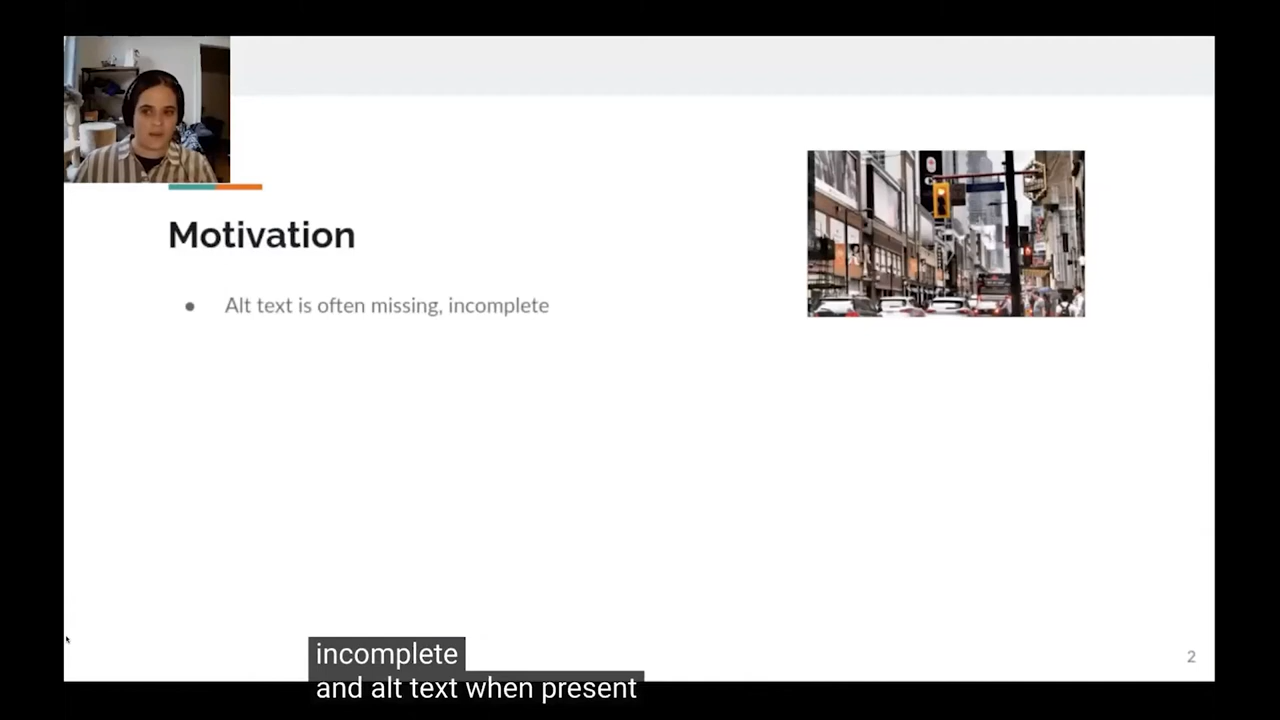 Motivation
● Alt text is often missing, incomplete
incomplete
and alt text when present
2